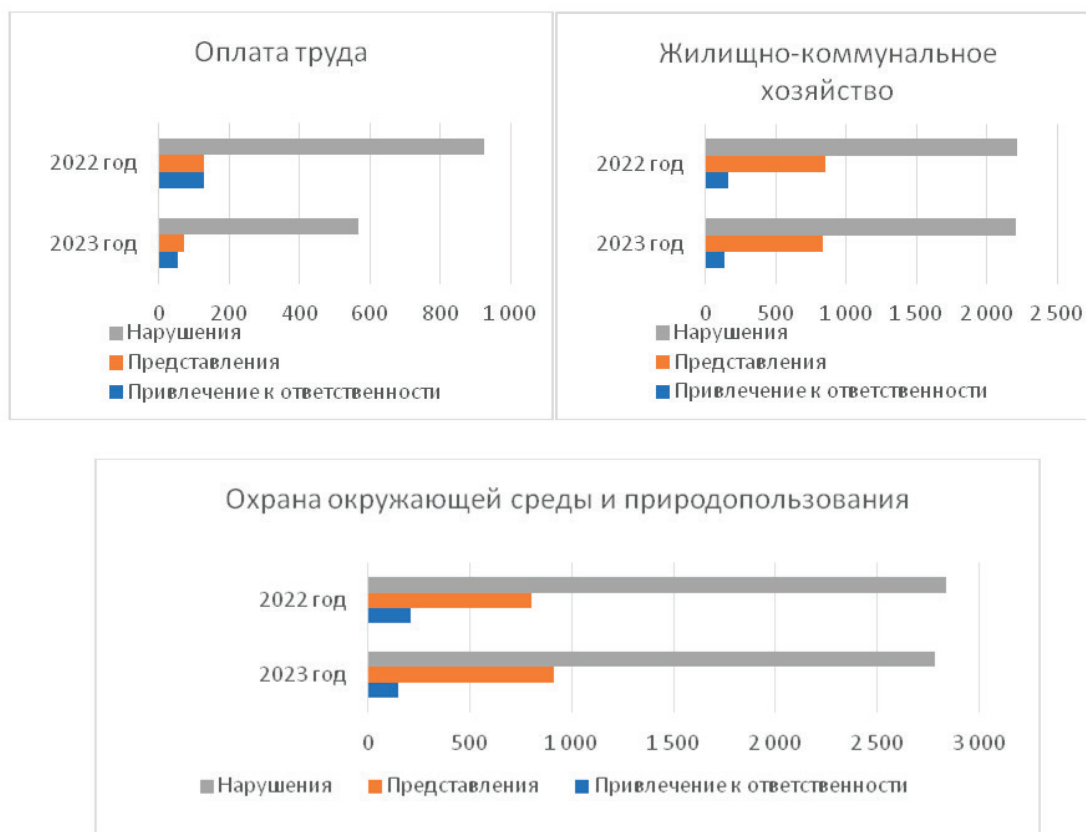 Оплата труда
2022 год
2023 год
0 200 400 600 800 1 000
Нарушения
Представления
Привлечение к ответственности
Жилищно-коммунальное
хозяйство
2022 год
2023 год
0 500 1 000 1 500 2 000 2 500
Нарушения
Представления
Привлечение к ответственности
Охрана окружающей среды и природопользования
2022 год
2023 год
0 500 1 000 1 500 2 000 2 500 3 000
Нарушения Представления Привлечение к ответственности